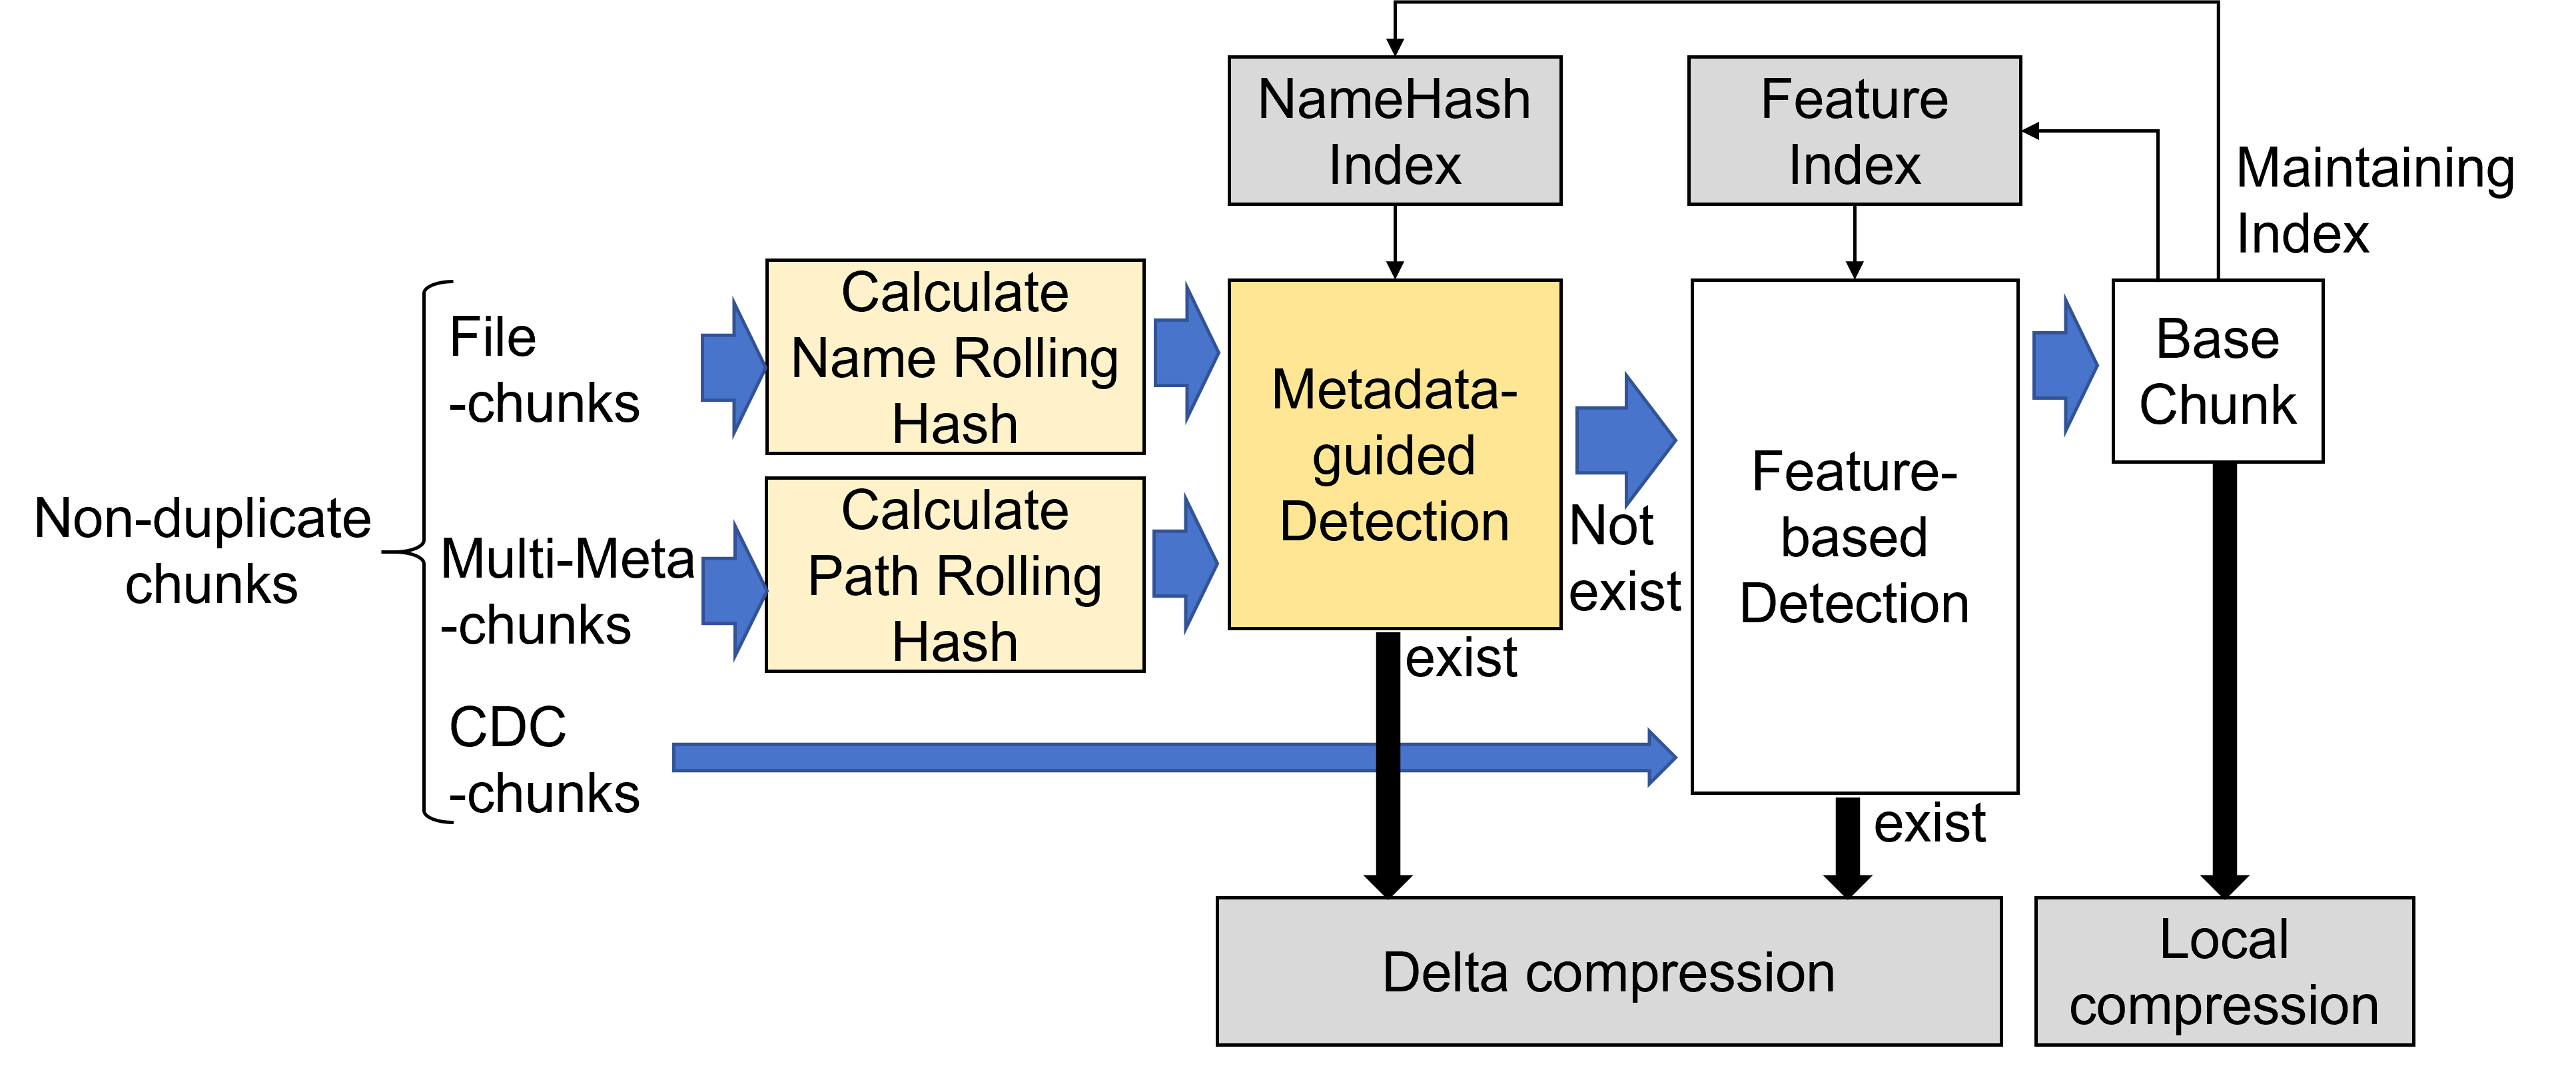 NameHash
Index
Feature
Index
Maintaining
Index
Non-duplicate
chunks
File
-chunks
Multi-Meta
-chunks
CDC
-chunks
Calculate
Name Rolling
Hash
Calculate
Path Rolling
Hash
Metadata-
guided
Detection
Not
exist
exist
Feature-
based
Detection
exist
Base
Chunk
Delta compression
Local
compression